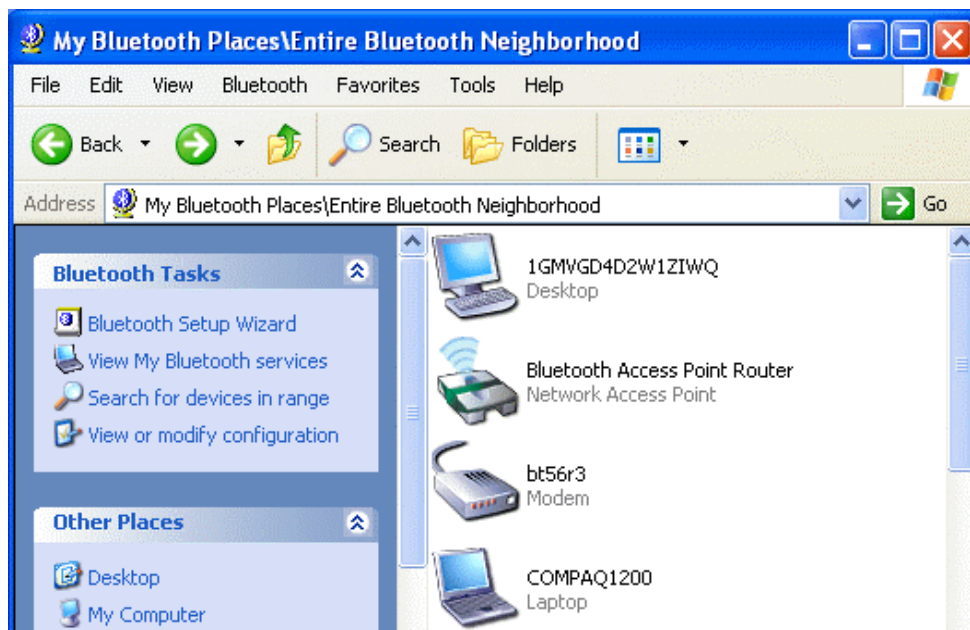 My Bluetooth Places\Entire Bluetooth Neighborhood
File Edit View Bluetooth Favorites Tools Help
Back Search Folders
Address My Bluetooth Places\Entire Bluetooth Neighborhood Go
Bluetooth Tasks
Bluetooth Setup Wizard
View My Bluetooth services
Search for devices in range
View or modify configuration
Other Places
Desktop
My Computer
1GMVGD4D2W1ZIWQ
Desktop
Bluetooth Access Point Router
Network Access Point
bt56r3
Modem
COMPAQ1200
Laptop